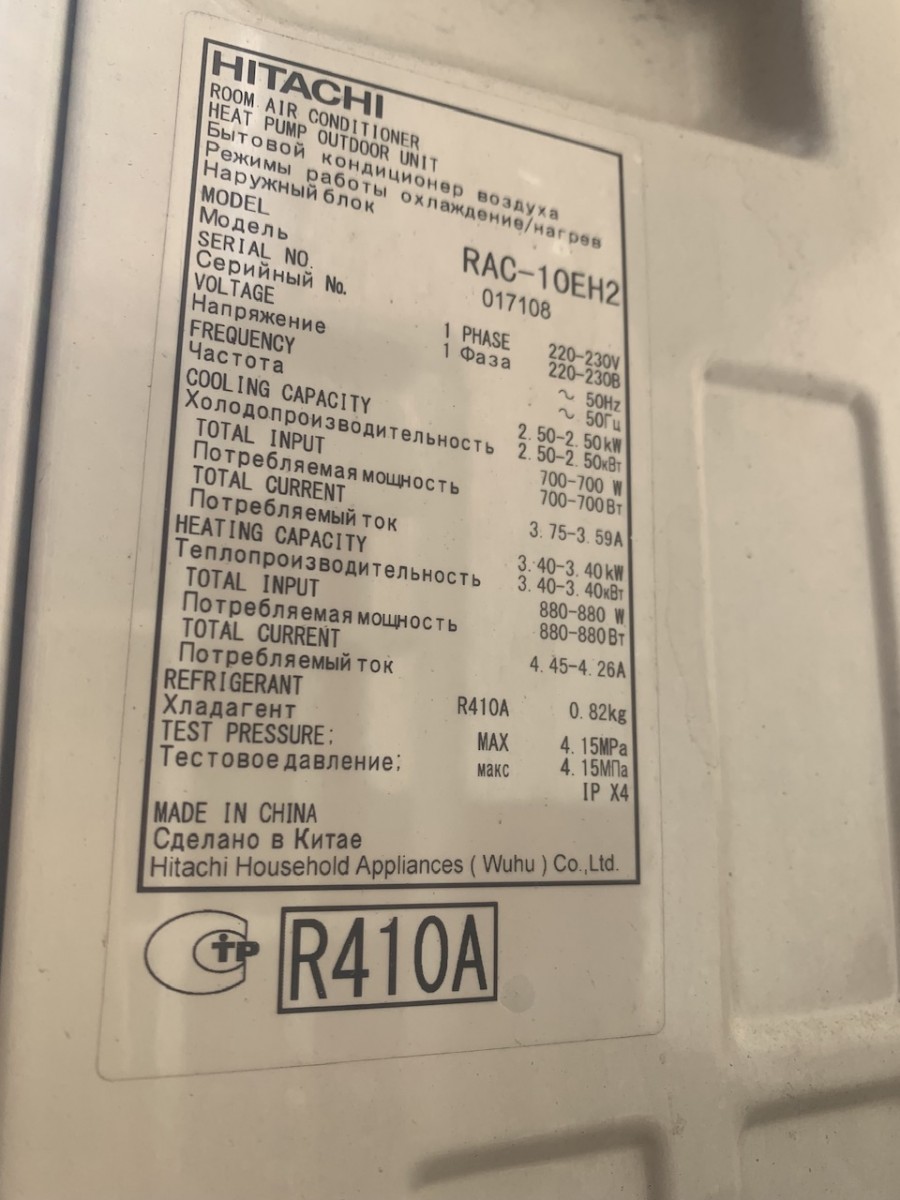 HITACHI
ROOM AIR CONDITIONER
HEAT PUMP OUTDOOR UNIT
Бытовой кондиционер воздуха
Режимы работы охлаждение/нагрев
Наружный блок
MODEL
Модель RAC-10EH2
SERIAL NO.
Серийный No. 017108
VOLTAGE 1 PHASE 220-230V
Напряжение 1 Фаза 220-230В
FREQUENCY ~ 50Hz
Частота ~ 50Гц
COOLING CAPACITY 2.50-2.50kW
Холодопроизводительность 2.50-2.50кВт
TOTAL INPUT 700-700 W
Потребляемая мощность 700-700Вт
TOTAL CURRENT
Потребляемый ток 3.75-3.59A
HEATING CAPACITY 3.40-3.40kW
Теплопроизводительность 3.40-3.40кВт
TOTAL INPUT 880-880 W
Потребляемая мощность 880-880Вт
TOTAL CURRENT
Потребляемый ток 4.45-4.26A
REFRIGERANT
Хладагент R410A 0.82kg
TEST PRESSURE: MAX 4.15MPa
Тестовое давление: макс 4.15МПа
IP X4
MADE IN CHINA
Сделано в Китае
Hitachi Household Appliances ( Wuhu ) Co.,Ltd.
R410A